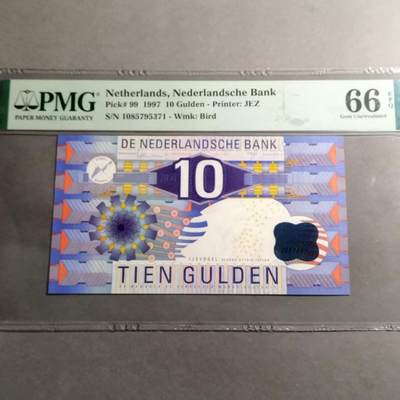 PMG
PAPER MONEY GUARANTY
Netherlands, Nederlandsche Bank
Pick# 99 1997 10 Gulden - Printer: JEZ
S/N 1085795371 - Wmk: Bird
66 EPQ
Gem Uncirculated
DE NEDERLANDSCHE BANK
10
IJSVOGEL
TIEN GULDEN